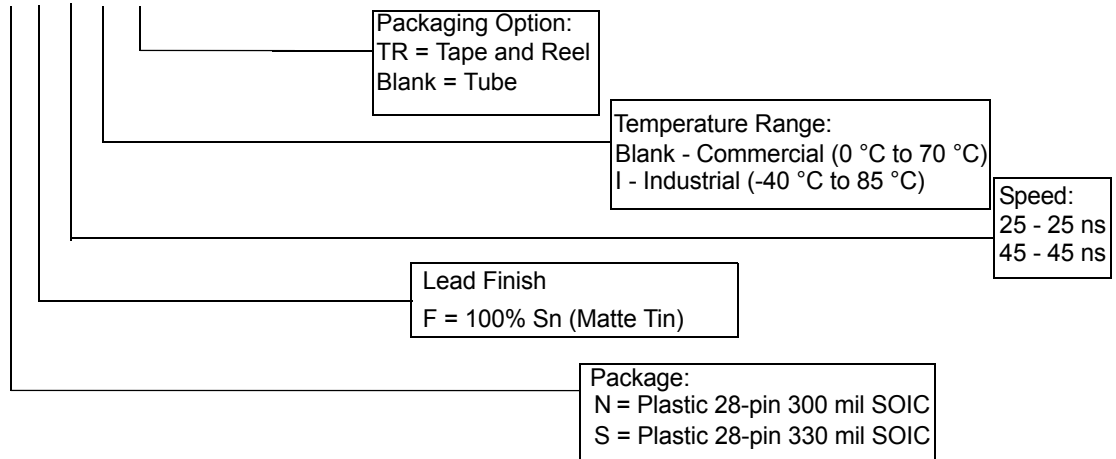 Packaging Option:
TR = Tape and Reel
Blank = Tube
Temperature Range:
Blank - Commercial (0 °C to 70 °C)
I - Industrial (-40 °C to 85 °C)
Speed:
25 - 25 ns
45 - 45 ns
Lead Finish
F = 100% Sn (Matte Tin)
Package:
N = Plastic 28-pin 300 mil SOIC
S = Plastic 28-pin 330 mil SOIC